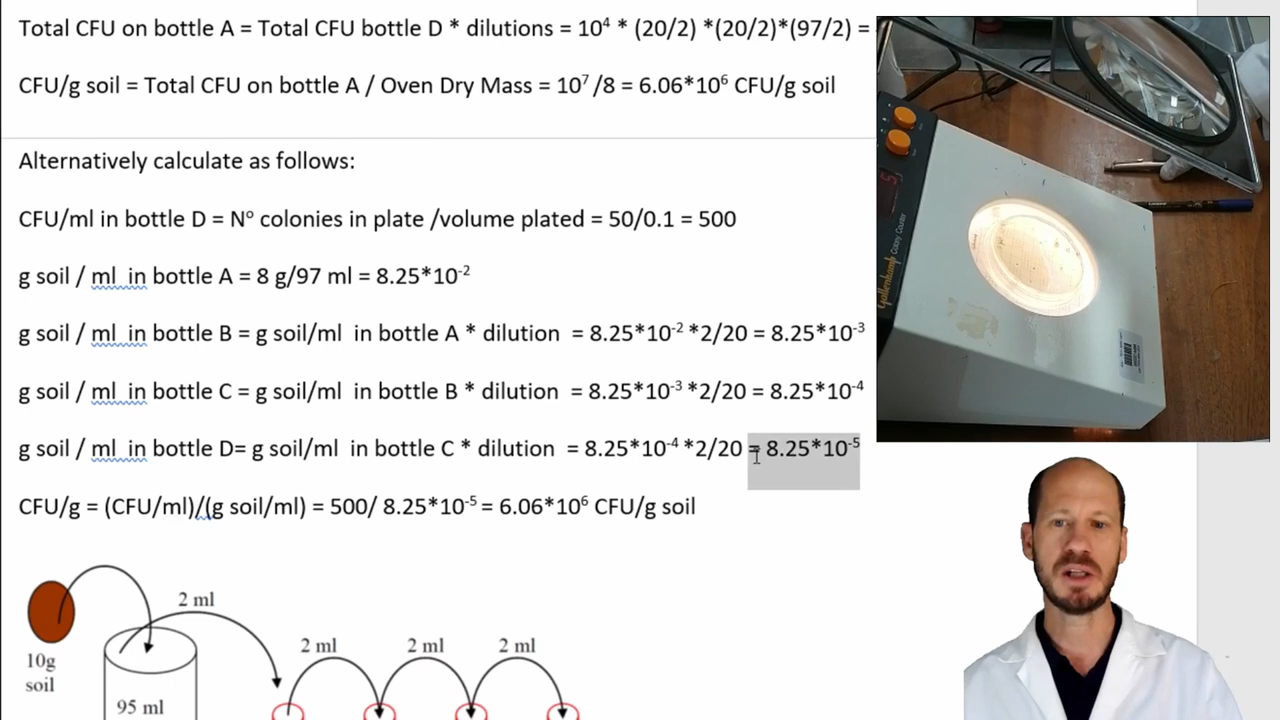 Total CFU on bottle A = Total CFU bottle D * dilutions = 10⁴ * (20/2) *(20/2)*(97/2) =
CFU/g soil = Total CFU on bottle A / Oven Dry Mass = 10⁷ /8 = 6.06*10⁶ CFU/g soil
Alternatively calculate as follows:
CFU/ml in bottle D = Nº colonies in plate /volume plated = 50/0.1 = 500
g soil / ml in bottle A = 8 g/97 ml = 8.25*10⁻²
g soil / ml in bottle B = g soil/ml in bottle A * dilution = 8.25*10⁻² *2/20 = 8.25*10⁻³
g soil / ml in bottle C = g soil/ml in bottle B * dilution = 8.25*10⁻³ *2/20 = 8.25*10⁻⁴
g soil / ml in bottle D= g soil/ml in bottle C * dilution = 8.25*10⁻⁴ *2/20 = 8.25*10⁻⁵
CFU/g = (CFU/ml)/(g soil/ml) = 500/ 8.25*10⁻⁵ = 6.06*10⁶ CFU/g soil
2 ml
2 ml
2 ml
2 ml
10g
soil
95 ml
Gallenkamp Colony Counter
5